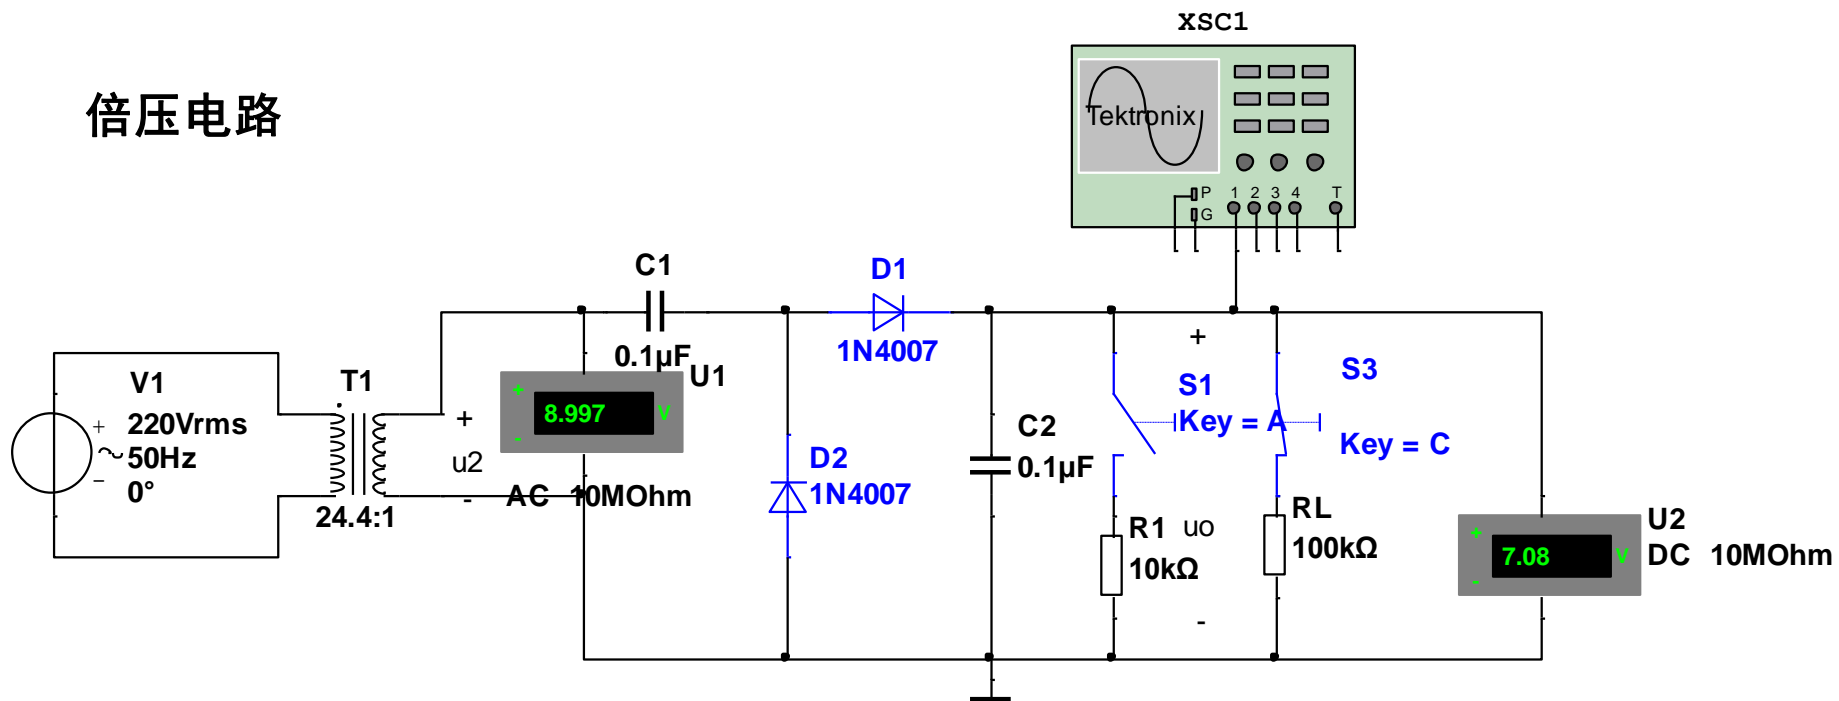 XSC1
倍压电路
Tektronix
P 1 2 3 4 T
G
C1
D1
0.1µF
1N4007
U1
V1
T1
+
220Vrms
50Hz
0°
+
−
24.4:1
+
u2
-
+
8.997 V
-
AC 10MOhm
D2
1N4007
C2
0.1µF
+
S1
Key = A
S3
Key = C
R1
10kΩ
uo
-
RL
100kΩ
U2
DC 10MOhm
+
7.08 V
-